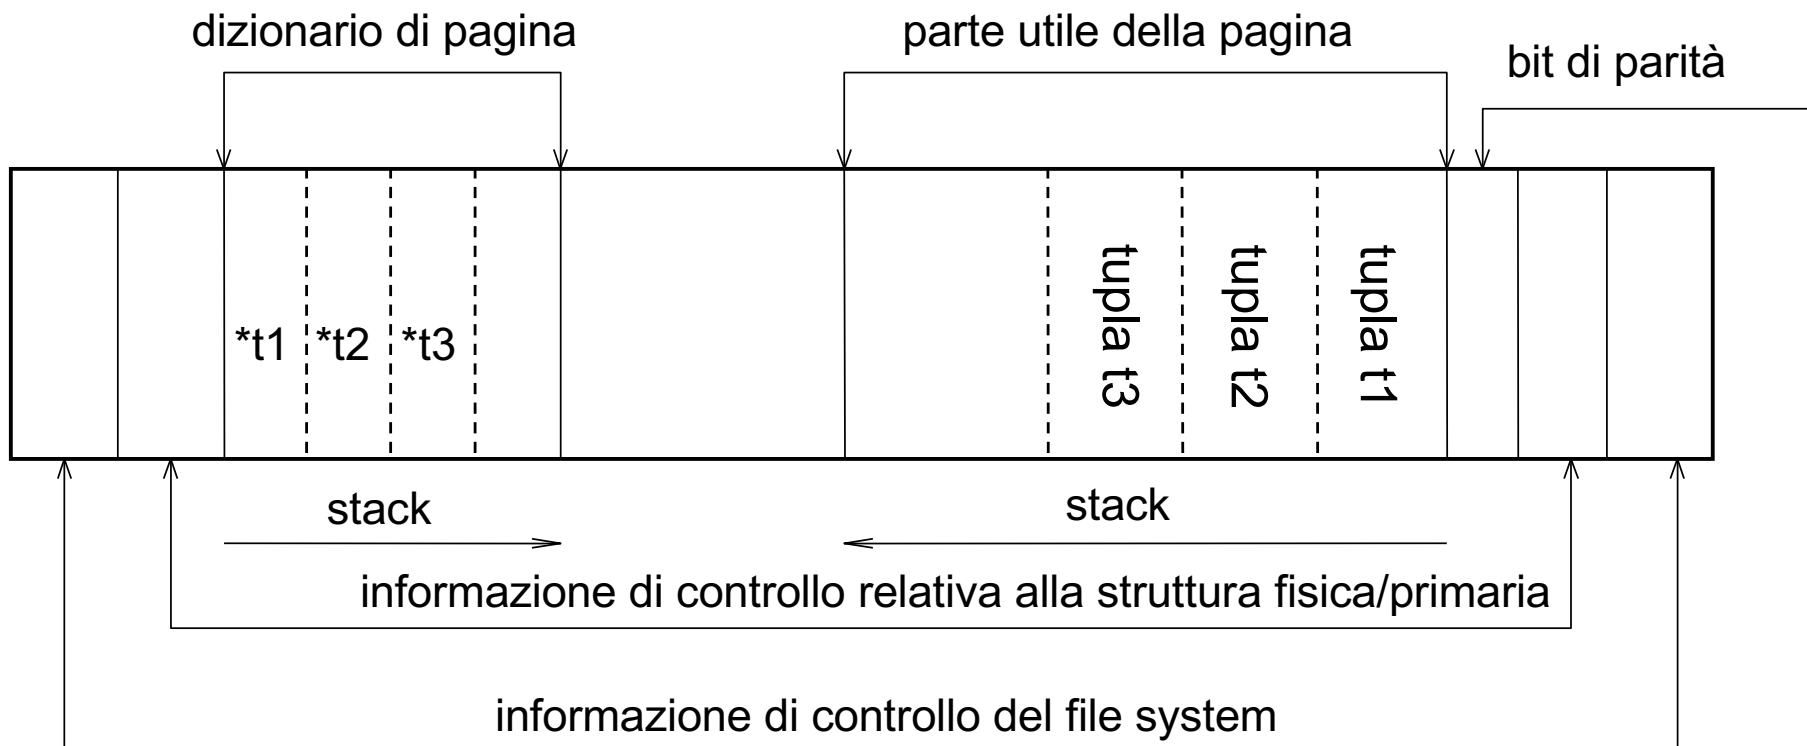 dizionario di pagina
parte utile della pagina
bit di parità
*t1
*t2
*t3
tupla t3
tupla t2
tupla t1
stack
stack
informazione di controllo relativa alla struttura fisica/primaria
informazione di controllo del file system